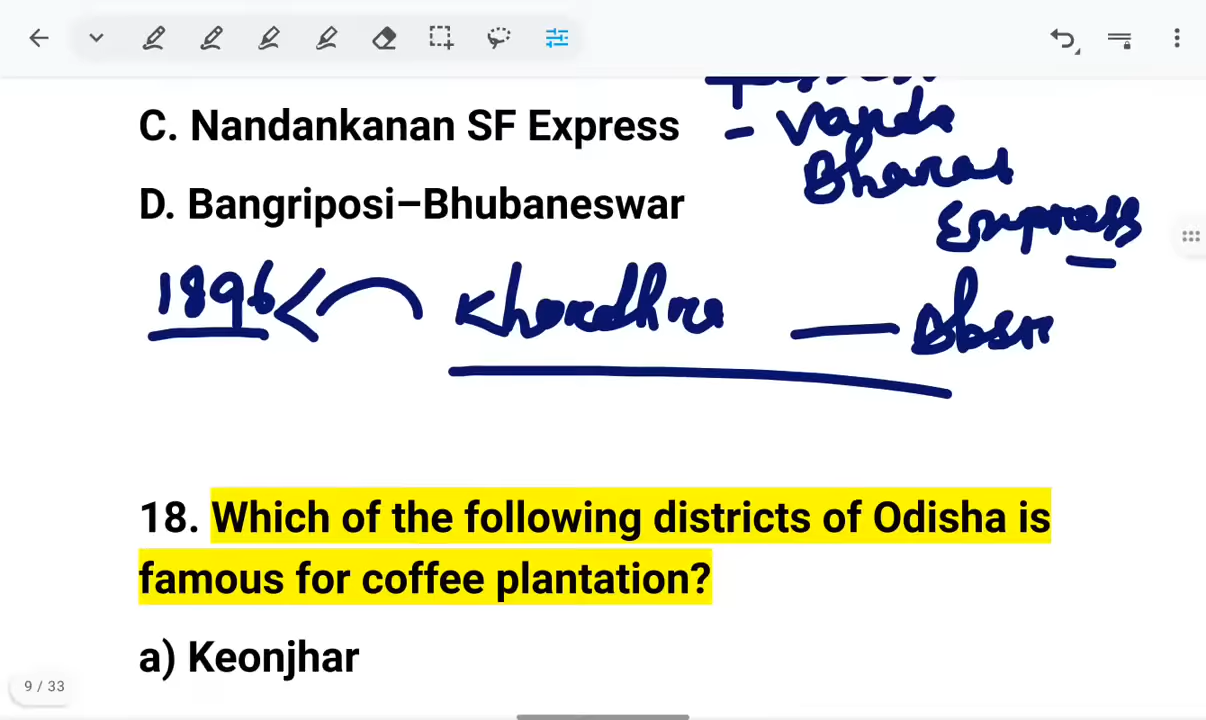 C. Nandankanan SF Express
- Vande
Bharat
D. Bangriposi–Bhubaneswar
Express
1896 Khordha — Bbsr
18. Which of the following districts of Odisha is
famous for coffee plantation?
a) Keonjhar
9 / 33